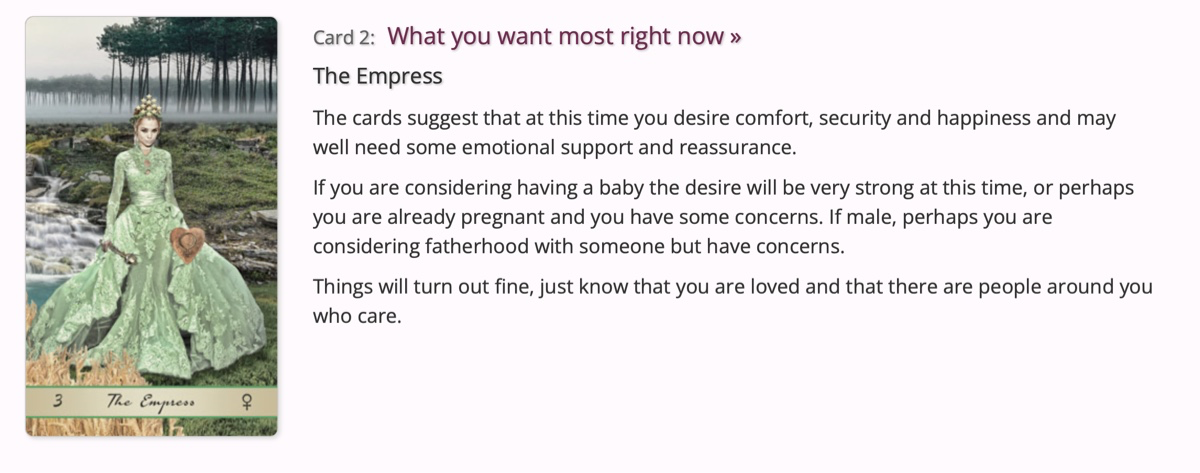 Card 2: What you want most right now »
The Empress
The cards suggest that at this time you desire comfort, security and happiness and may
well need some emotional support and reassurance.
If you are considering having a baby the desire will be very strong at this time, or perhaps
you are already pregnant and you have some concerns. If male, perhaps you are
considering fatherhood with someone but have concerns.
Things will turn out fine, just know that you are loved and that there are people around you
who care.
3 The Empress ♀